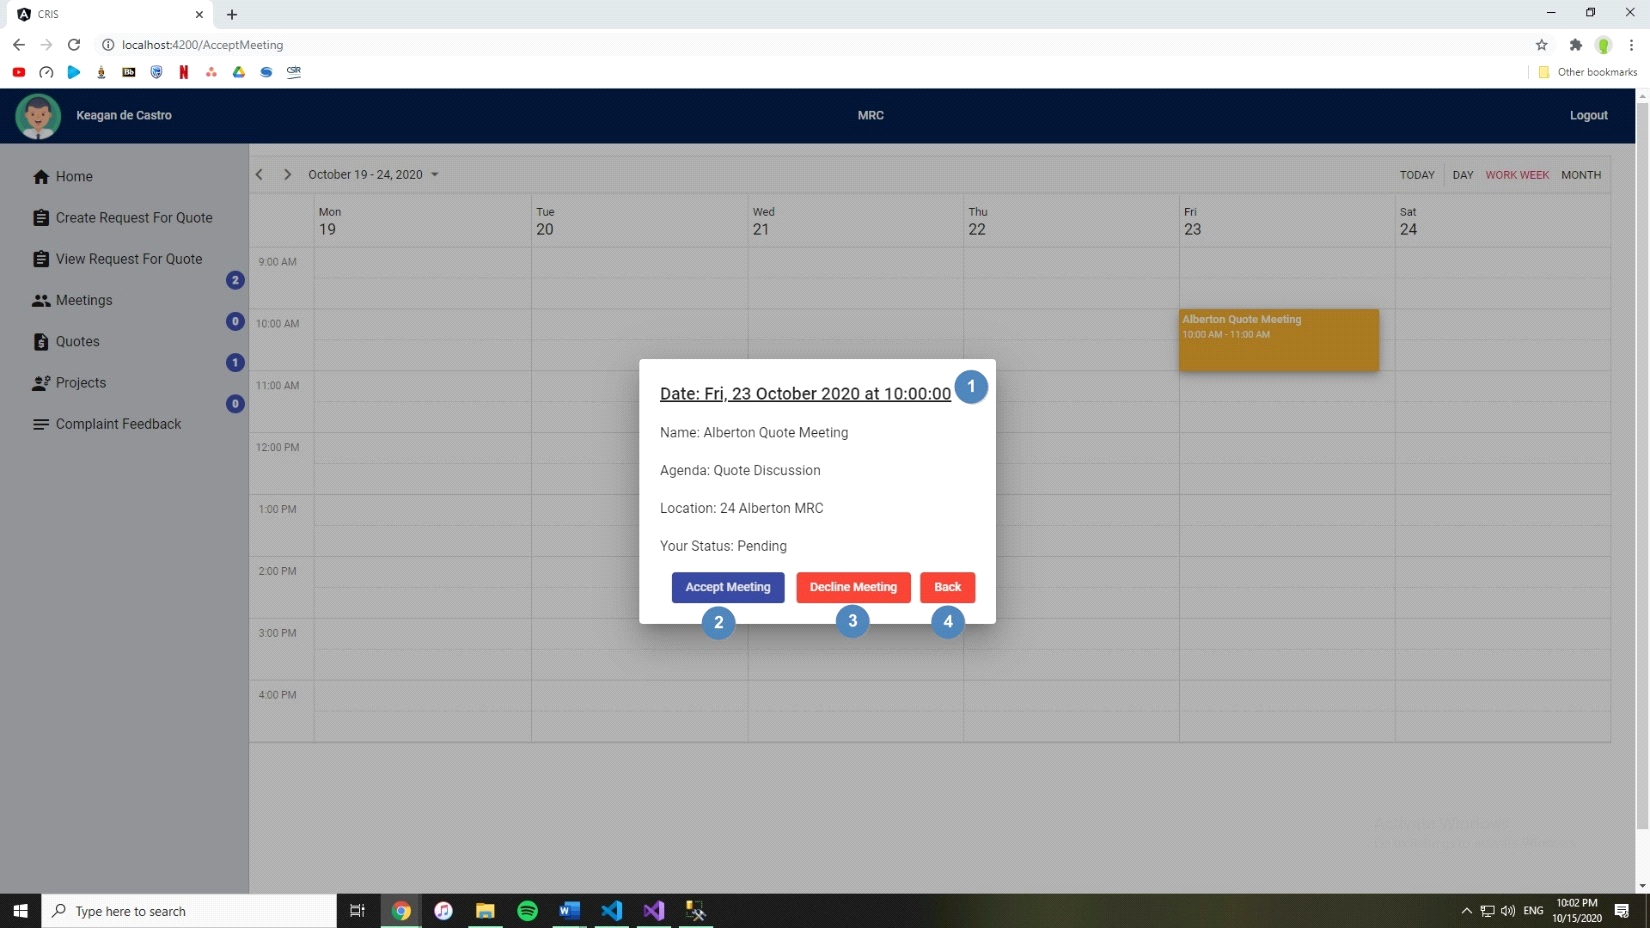 CRIS
localhost:4200/AcceptMeeting
Bb
CSIR
Other bookmarks
Keagan de Castro
MRC
Logout
Home
Create Request For Quote
View Request For Quote
2
Meetings
0
Quotes
1
Projects
0
Complaint Feedback
October 19 - 24, 2020
TODAY
DAY
WORK WEEK
MONTH
Mon
19
Tue
20
Wed
21
Thu
22
Fri
23
Sat
24
9:00 AM
10:00 AM
11:00 AM
12:00 PM
1:00 PM
2:00 PM
3:00 PM
4:00 PM
Alberton Quote Meeting
10:00 AM - 11:00 AM
Date: Fri, 23 October 2020 at 10:00:00
1
Name: Alberton Quote Meeting
Agenda: Quote Discussion
Location: 24 Alberton MRC
Your Status: Pending
Accept Meeting
Decline Meeting
Back
2
3
4
Activate Windows
Type here to search
ENG
10:02 PM
10/15/2020